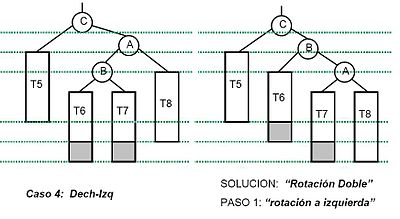 C
A
B
T5
T6
T7
T8
Caso 4: Dech-Izq
C
B
A
T5
T6
T7
T8
SOLUCION: “Rotación Doble”
PASO 1: “rotación a izquierda”